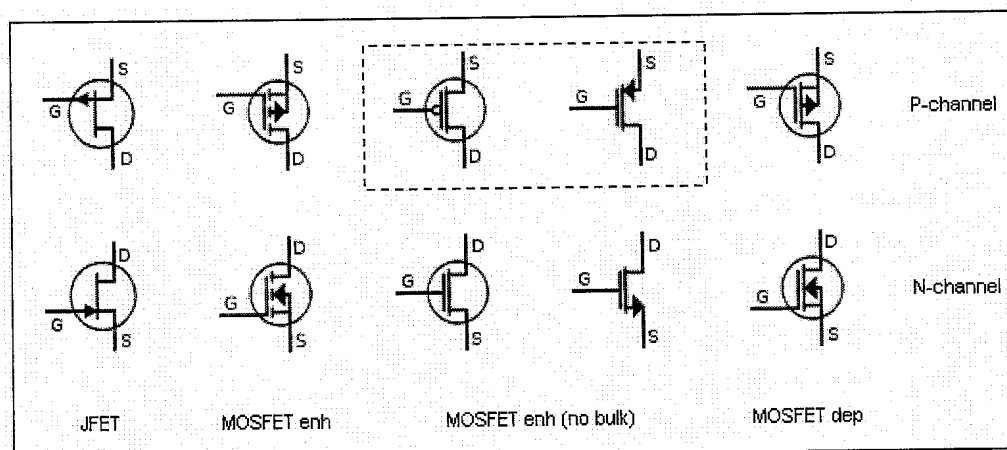 S S S S S
G G G G G
P-channel
D D D D D
D D D D D
G G G G G
N-channel
S S S S S
JFET MOSFET enh MOSFET enh (no bulk) MOSFET dep